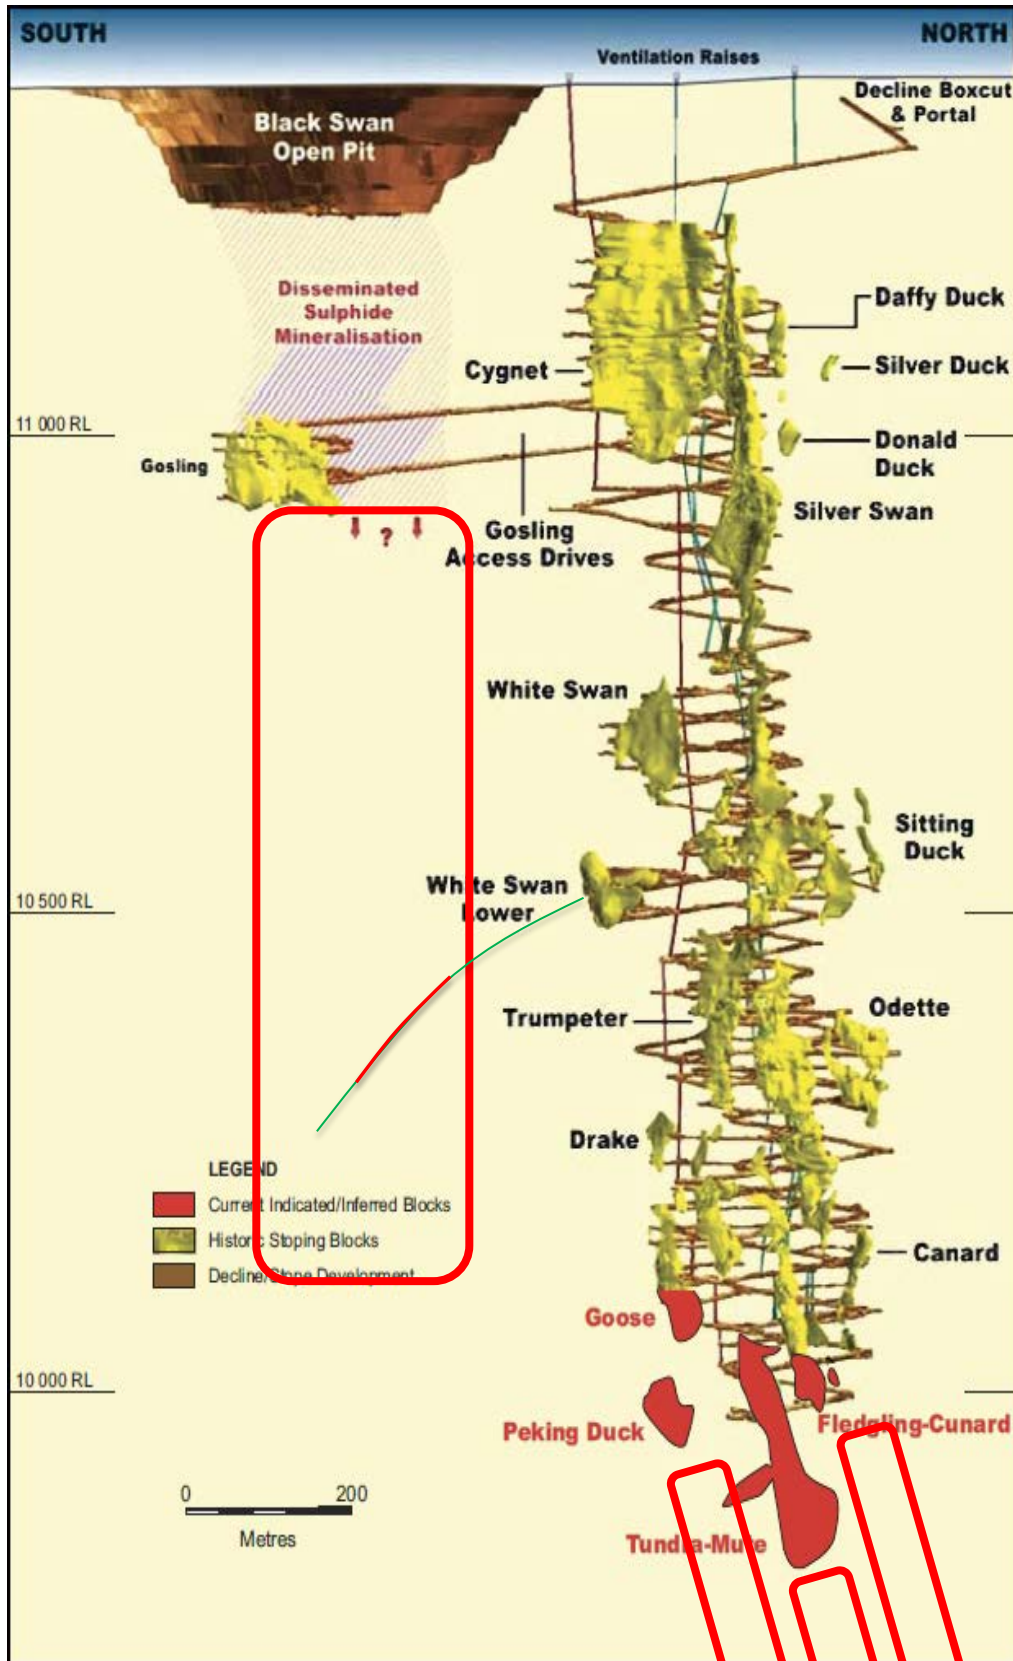 SOUTH
NORTH
Ventilation Raises
Decline Boxcut
& Portal
Black Swan
Open Pit
Disseminated
Sulphide
Mineralisation
Daffy Duck
Cygnet
Silver Duck
11 000 RL
Donald
Duck
Gosling
Silver Swan
?
Gosling
Access Drives
White Swan
Sitting
Duck
White Swan
Lower
10 500 RL
Trumpeter
Odette
Drake
LEGEND
Current Indicated/Inferred Blocks
Historic Stoping Blocks
Decline/Stope Development
Canard
Goose
10 000 RL
Peking Duck
Fledgling-Cunard
0 200
Metres
Tundra-Mute